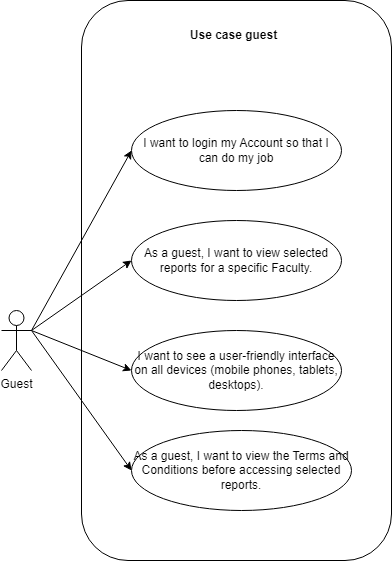 Use case guest
I want to login my Account so that I
can do my job
As a guest, I want to view selected
reports for a specific Faculty.
I want to see a user-friendly interface
on all devices (mobile phones, tablets,
desktops).
Guest
As a guest, I want to view the Terms and
Conditions before accessing selected
reports.